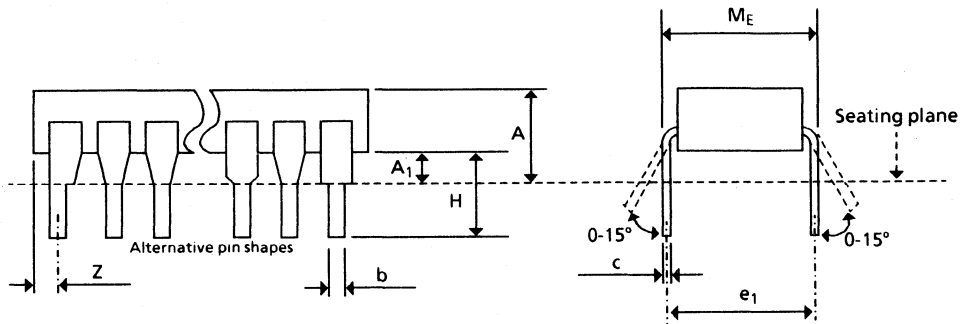 M_E
Seating plane
A
A_1
H
Alternative pin shapes
0-15°
0-15°
Z
b
c
e_1